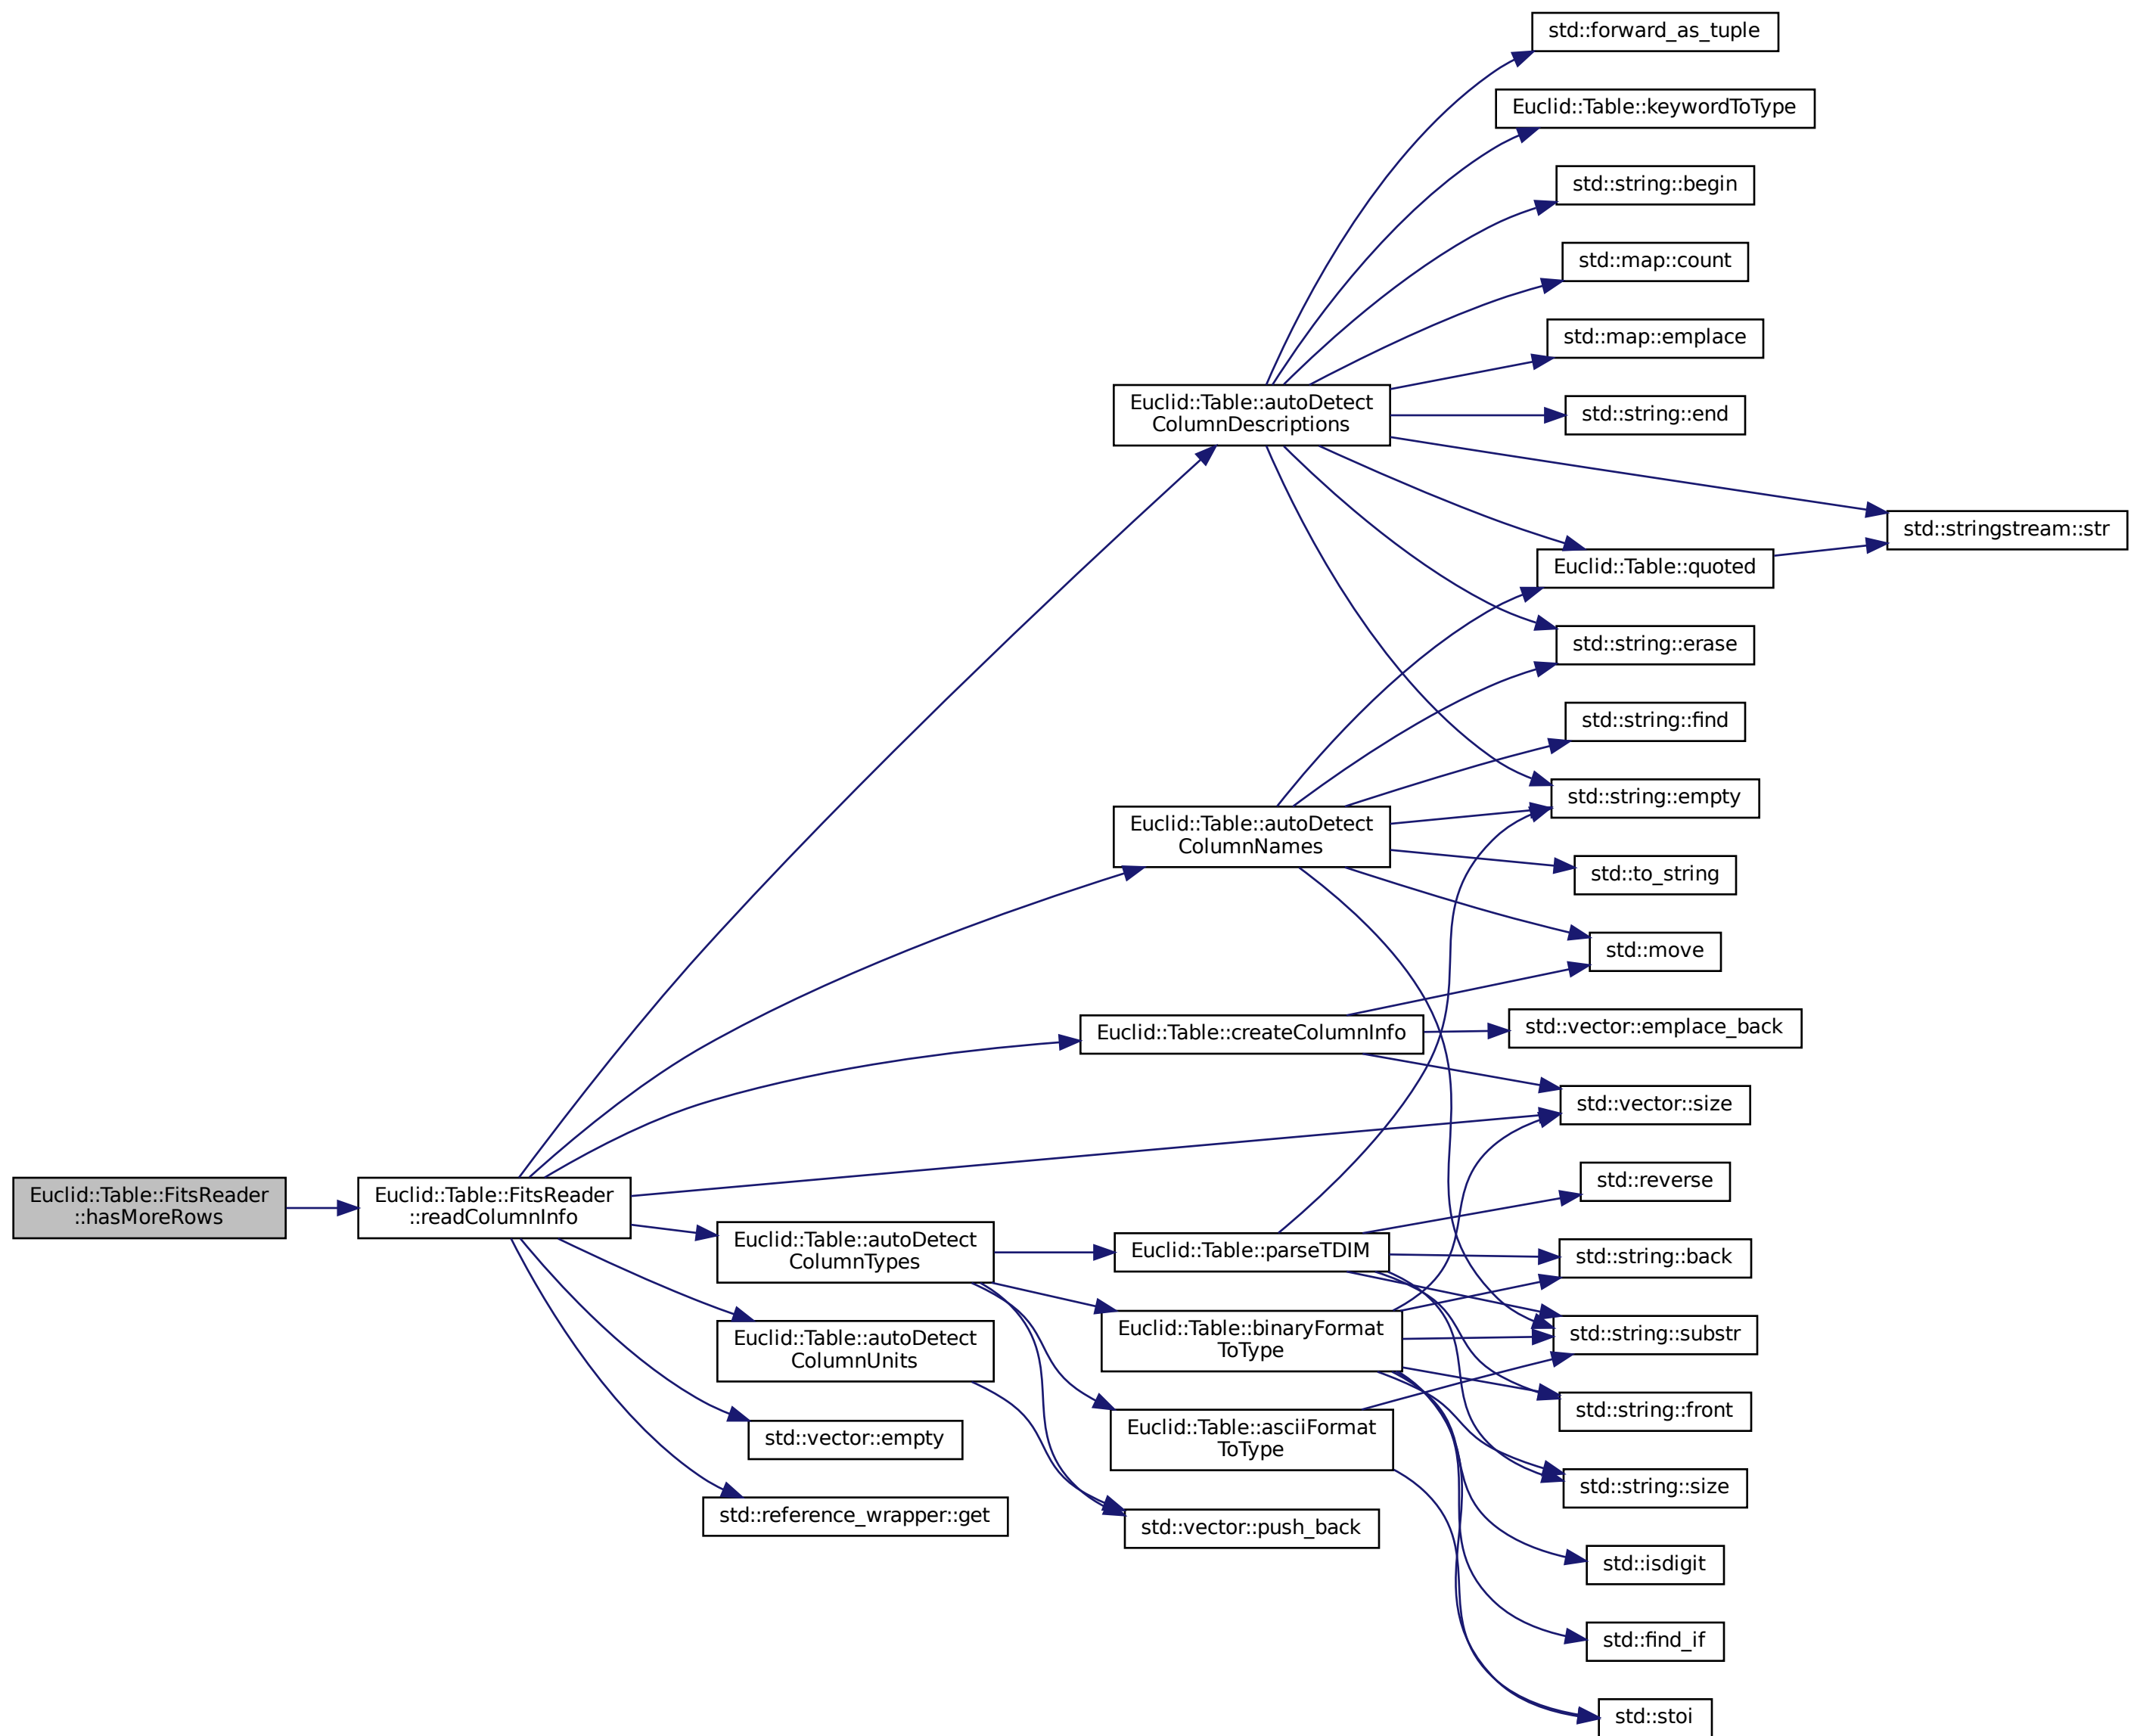 std::forward_as_tuple
Euclid::Table::keywordToType
std::string::begin
std::map::count
std::map::emplace
Euclid::Table::autoDetect
ColumnDescriptions
std::string::end
std::stringstream::str
Euclid::Table::quoted
std::string::erase
std::string::find
std::string::empty
Euclid::Table::autoDetect
ColumnNames
std::to_string
std::move
Euclid::Table::createColumnInfo
std::vector::emplace_back
std::vector::size
std::reverse
Euclid::Table::FitsReader
::hasMoreRows
Euclid::Table::FitsReader
::readColumnInfo
Euclid::Table::autoDetect
ColumnTypes
Euclid::Table::parseTDIM
std::string::back
Euclid::Table::binaryFormat
ToType
std::string::substr
Euclid::Table::autoDetect
ColumnUnits
std::string::front
Euclid::Table::asciiFormat
ToType
std::vector::empty
std::string::size
std::reference_wrapper::get
std::vector::push_back
std::isdigit
std::find_if
std::stoi